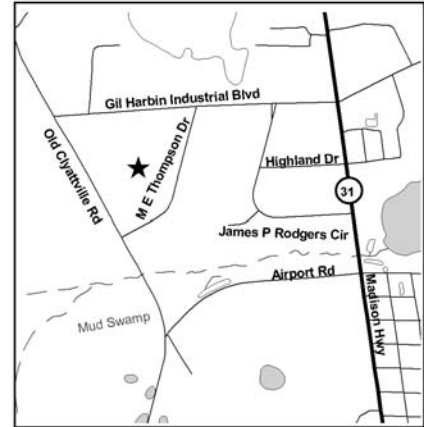 Gil Harbin Industrial Blvd
Old Clyattville Rd
M E Thompson Dr
Highland Dr
31
James P Rodgers Cir
Airport Rd
Madison Hwy
Mud Swamp